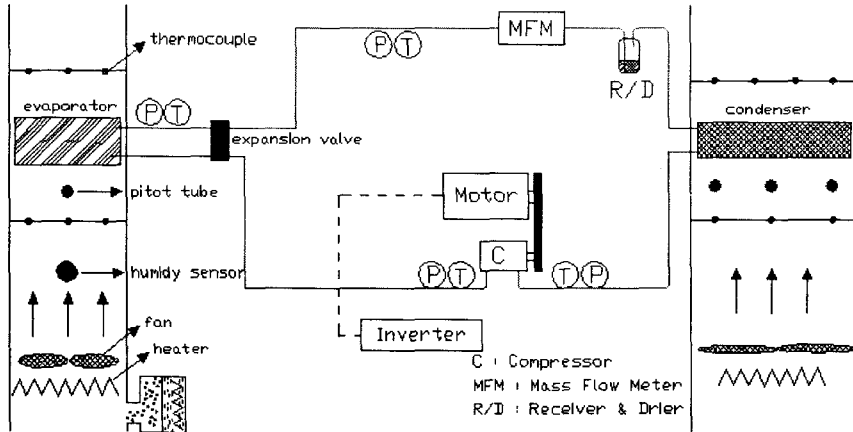 thermocouple
P T
MFM
R/D
evaporator
P T
expansion valve
condenser
pitot tube
Motor
C
humidy sensor
P T
T P
fan
Inverter
heater
C : Compressor
MFM : Mass Flow Meter
R/D : Receiver & Drier